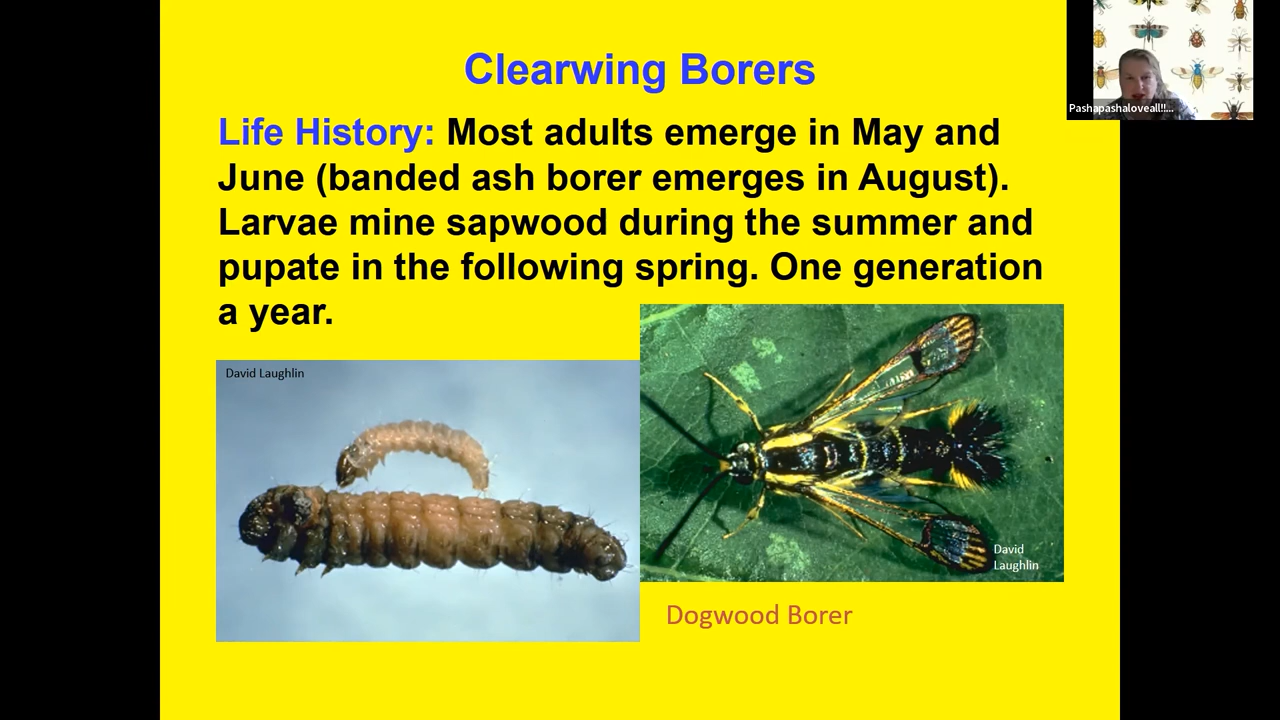 Clearwing Borers
Pashapashaloveall!!...
Life History: Most adults emerge in May and
June (banded ash borer emerges in August).
Larvae mine sapwood during the summer and
pupate in the following spring. One generation
a year.
David Laughlin
David
Laughlin
Dogwood Borer